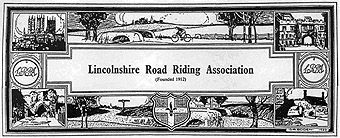 Lincolnshire Road Riding Association
(Founded 1912)